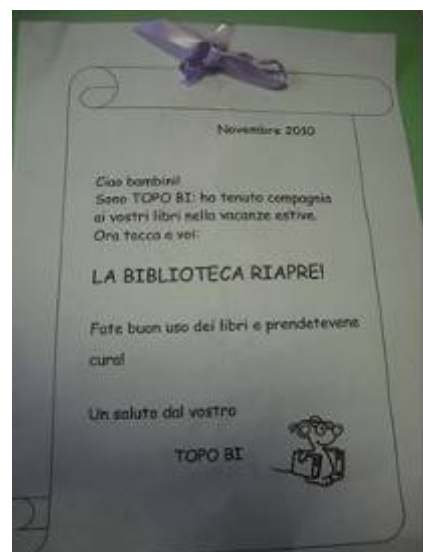 Novembre 2010
Ciao bambini!
Sono TOPO BI: ho tenuto compagnia
ai vostri libri nelle vacanze estive.
Ora tocca a voi:
LA BIBLIOTECA RIAPRE!
Fate buon uso dei libri e prendetevene
cura!
Un saluto dal vostro
TOPO BI